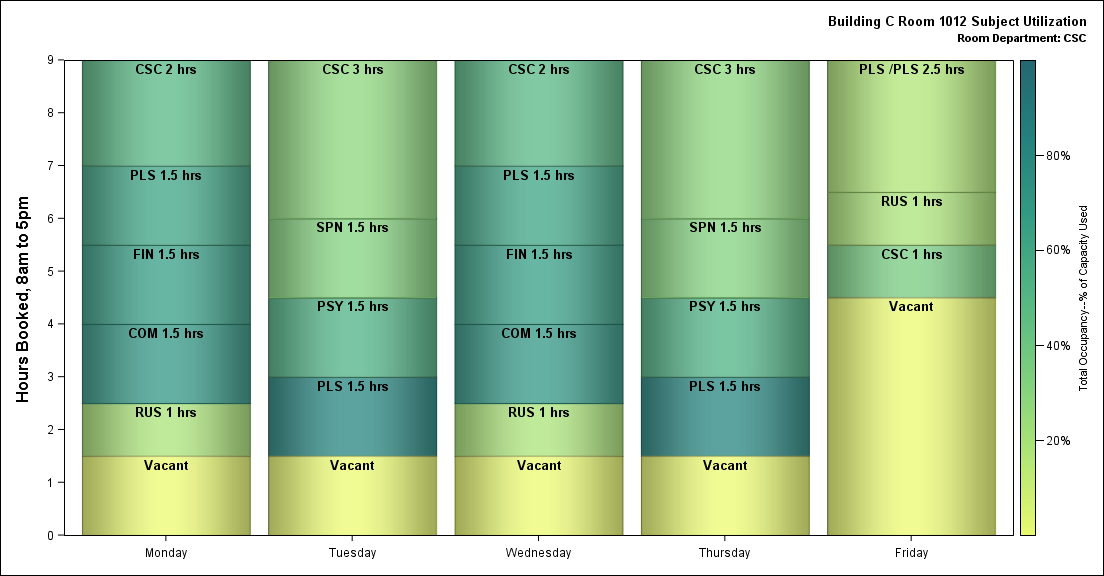 Building C Room 1012 Subject Utilization
Room Department: CSC
Hours Booked, 8am to 5pm
9
8
7
6
5
4
3
2
1
0
CSC 2 hrs
PLS 1.5 hrs
FIN 1.5 hrs
COM 1.5 hrs
RUS 1 hrs
Vacant
CSC 3 hrs
SPN 1.5 hrs
PSY 1.5 hrs
PLS 1.5 hrs
Vacant
CSC 2 hrs
PLS 1.5 hrs
FIN 1.5 hrs
COM 1.5 hrs
RUS 1 hrs
Vacant
CSC 3 hrs
SPN 1.5 hrs
PSY 1.5 hrs
PLS 1.5 hrs
Vacant
PLS /PLS 2.5 hrs
RUS 1 hrs
CSC 1 hrs
Vacant
Monday
Tuesday
Wednesday
Thursday
Friday
80%
60%
40%
20%
Total Occupancy--% of Capacity Used